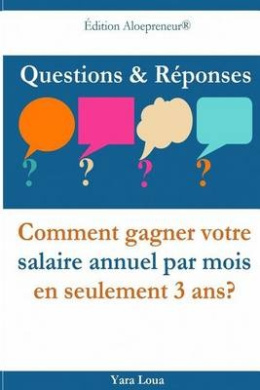 Édition Aloepreneur®
Questions & Réponses
? ? ? ?
Comment gagner votre
salaire annuel par mois
en seulement 3 ans?
Yara Loua